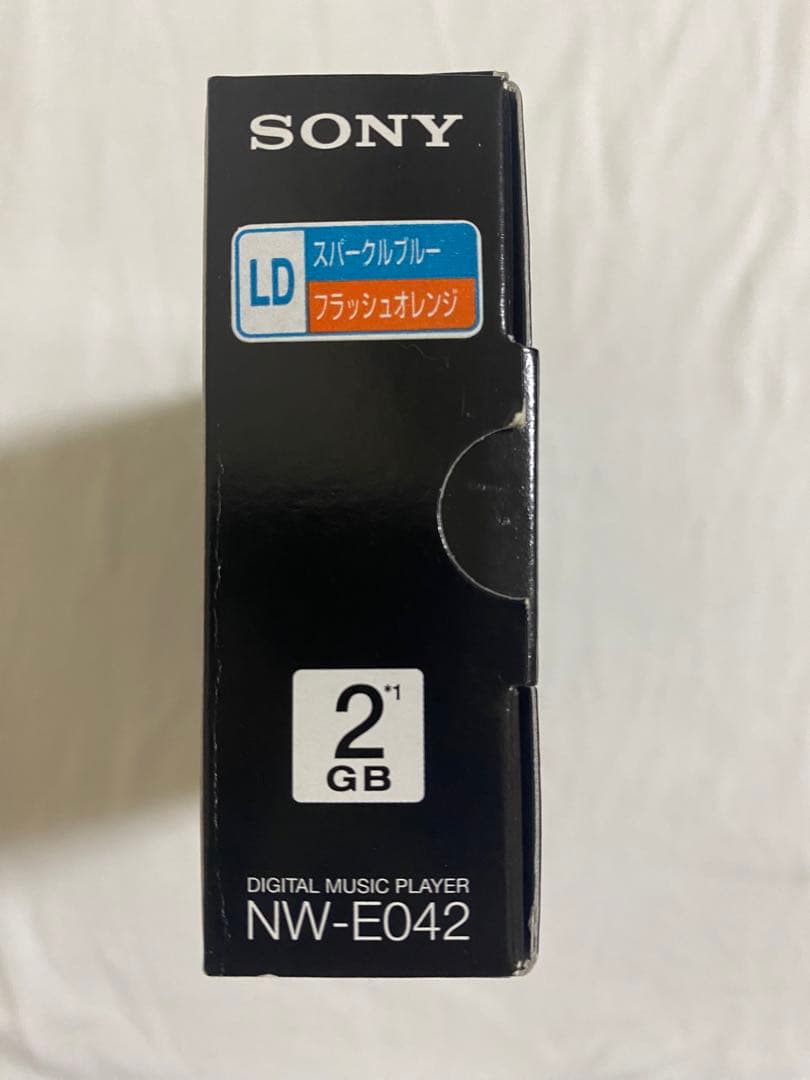 SONY
LD
スパークルブルー
フラッシュオレンジ
2*1
GB
DIGITAL MUSIC PLAYER
NW-E042